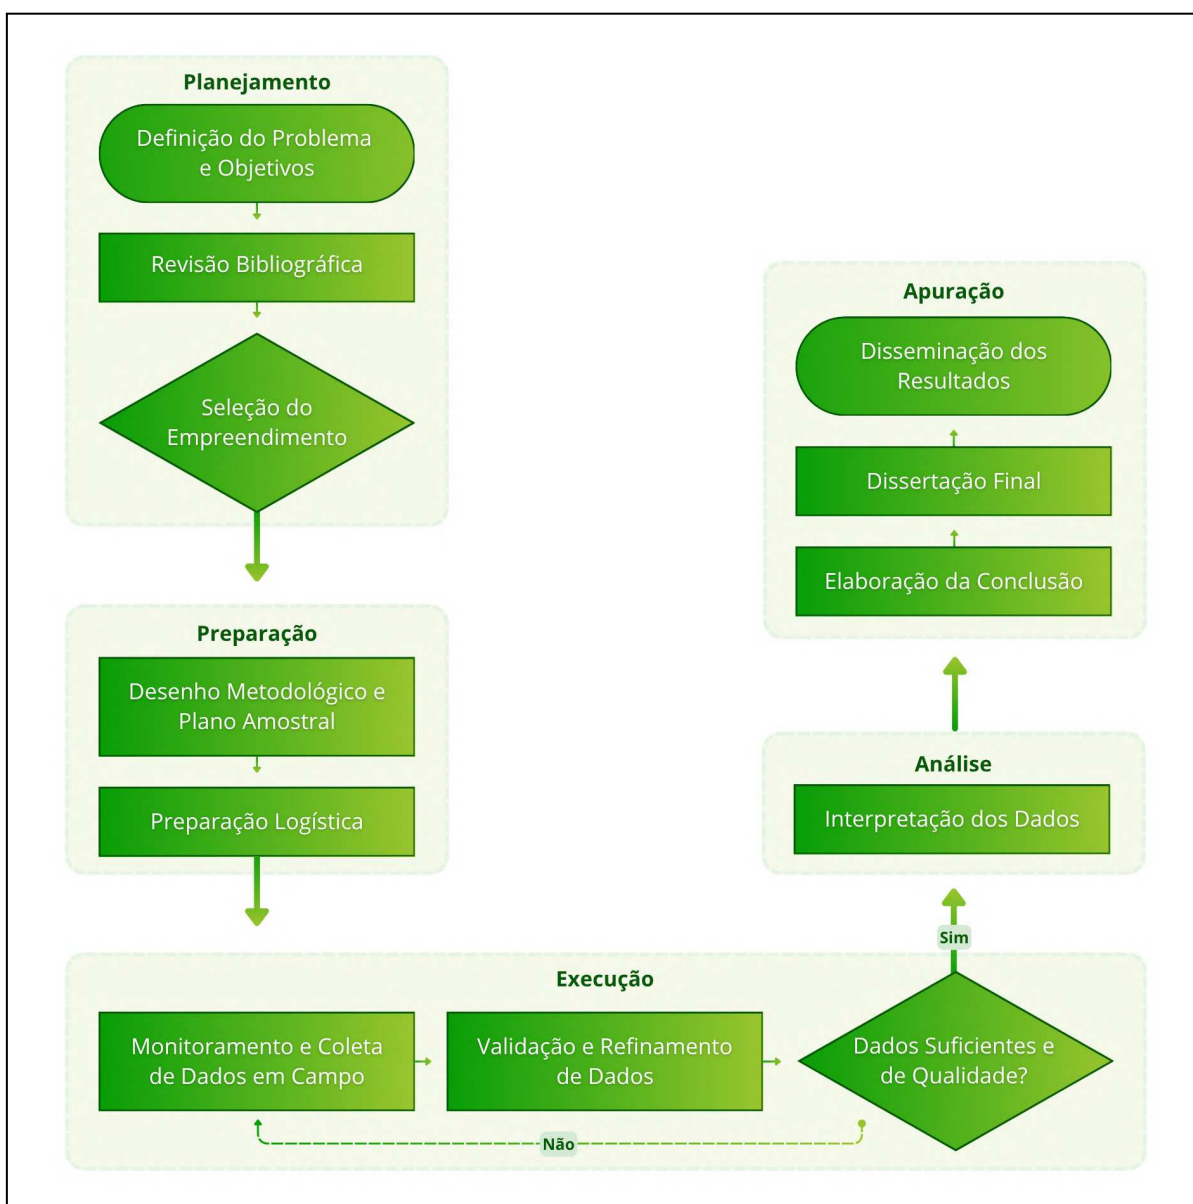 Planejamento
Definição do Problema
e Objetivos
Revisão Bibliográfica
Seleção do
Empreendimento
Preparação
Desenho Metodológico e
Plano Amostral
Preparação Logística
Execução
Monitoramento e Coleta
de Dados em Campo
Validação e Refinamento
de Dados
Dados Suficientes e
de Qualidade?
Não
Sim
Análise
Interpretação dos Dados
Apuração
Disseminação dos
Resultados
Dissertação Final
Elaboração da Conclusão